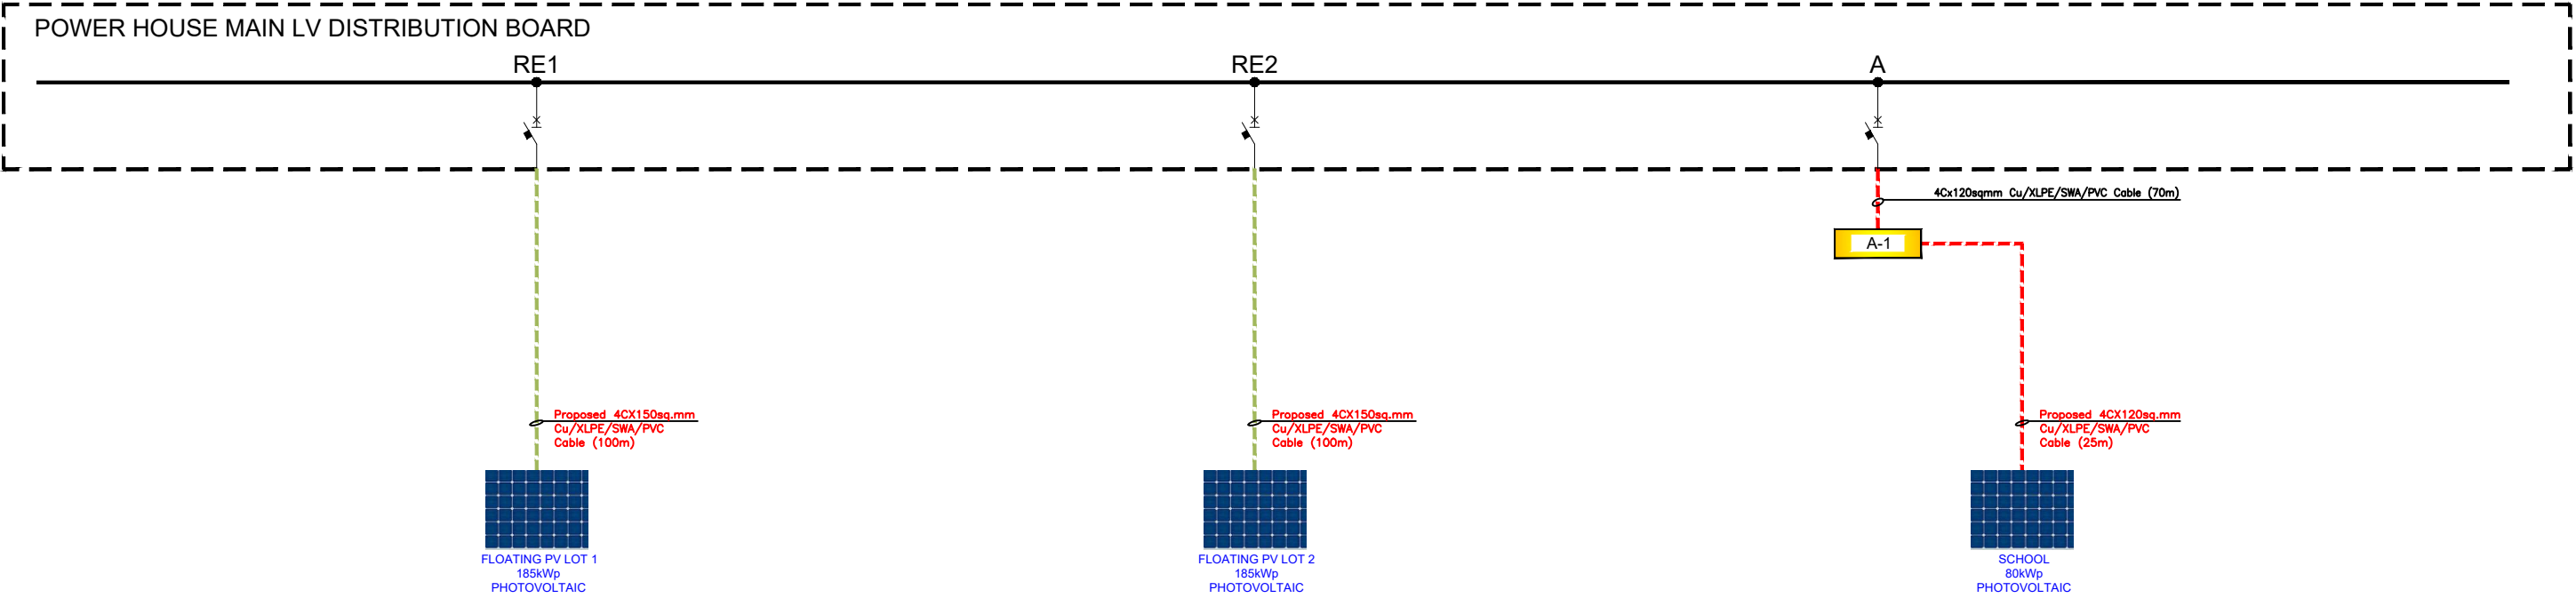 POWER HOUSE MAIN LV DISTRIBUTION BOARD
RE1
RE2
A
4Cx120sqmm Cu/XLPE/SWA/PVC Cable (70m)
A-1
Proposed 4CX150sq.mm
Cu/XLPE/SWA/PVC
Cable (100m)
Proposed 4CX150sq.mm
Cu/XLPE/SWA/PVC
Cable (100m)
Proposed 4CX120sq.mm
Cu/XLPE/SWA/PVC
Cable (25m)
FLOATING PV LOT 1
185kWp
PHOTOVOLTAIC
FLOATING PV LOT 2
185kWp
PHOTOVOLTAIC
SCHOOL
80kWp
PHOTOVOLTAIC